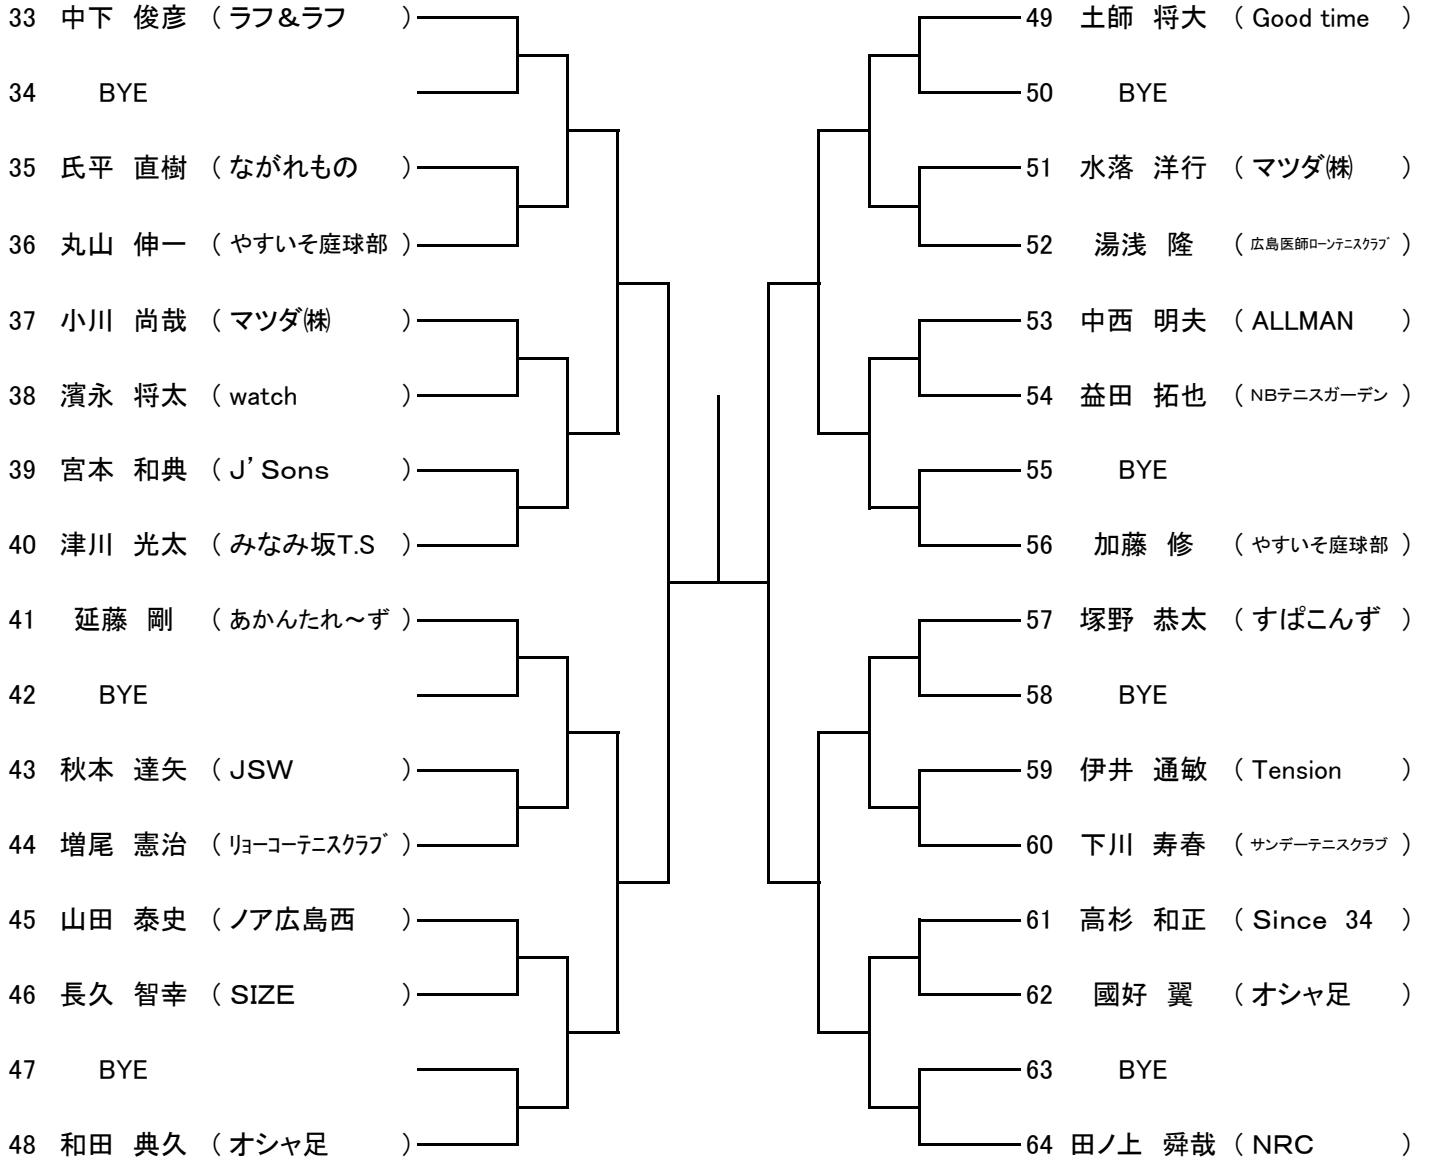 33 中下 俊彦 ( ラフ&ラフ )
34 BYE
35 氏平 直樹 ( ながれもの )
36 丸山 伸一 ( やすいそ庭球部 )
37 小川 尚哉 ( マツダ㈱ )
38 濱永 将太 ( watch )
39 宮本 和典 ( J'Sons )
40 津川 光太 ( みなみ坂T.S )
41 延藤 剛 ( あかんたれ～ず )
42 BYE
43 秋本 達矢 ( JSW )
44 増尾 憲治 ( ﾘｮｰｺｰﾃﾆｽｸﾗﾌﾞ )
45 山田 泰史 ( ノア広島西 )
46 長久 智幸 ( SIZE )
47 BYE
48 和田 典久 ( オシャ足 )
49 土師 将大 ( Good time )
50 BYE
51 水落 洋行 ( マツダ㈱ )
52 湯浅 隆 ( 広島医師ﾛｰﾝﾃﾆｽｸﾗﾌﾞ )
53 中西 明夫 ( ALLMAN )
54 益田 拓也 ( NBテニスガーデン )
55 BYE
56 加藤 修 ( やすいそ庭球部 )
57 塚野 恭太 ( すぱこんず )
58 BYE
59 伊井 通敏 ( Tension )
60 下川 寿春 ( サンデーテニスクラブ )
61 高杉 和正 ( Since 34 )
62 國好 翼 ( オシャ足 )
63 BYE
64 田ノ上 舜哉 ( NRC )